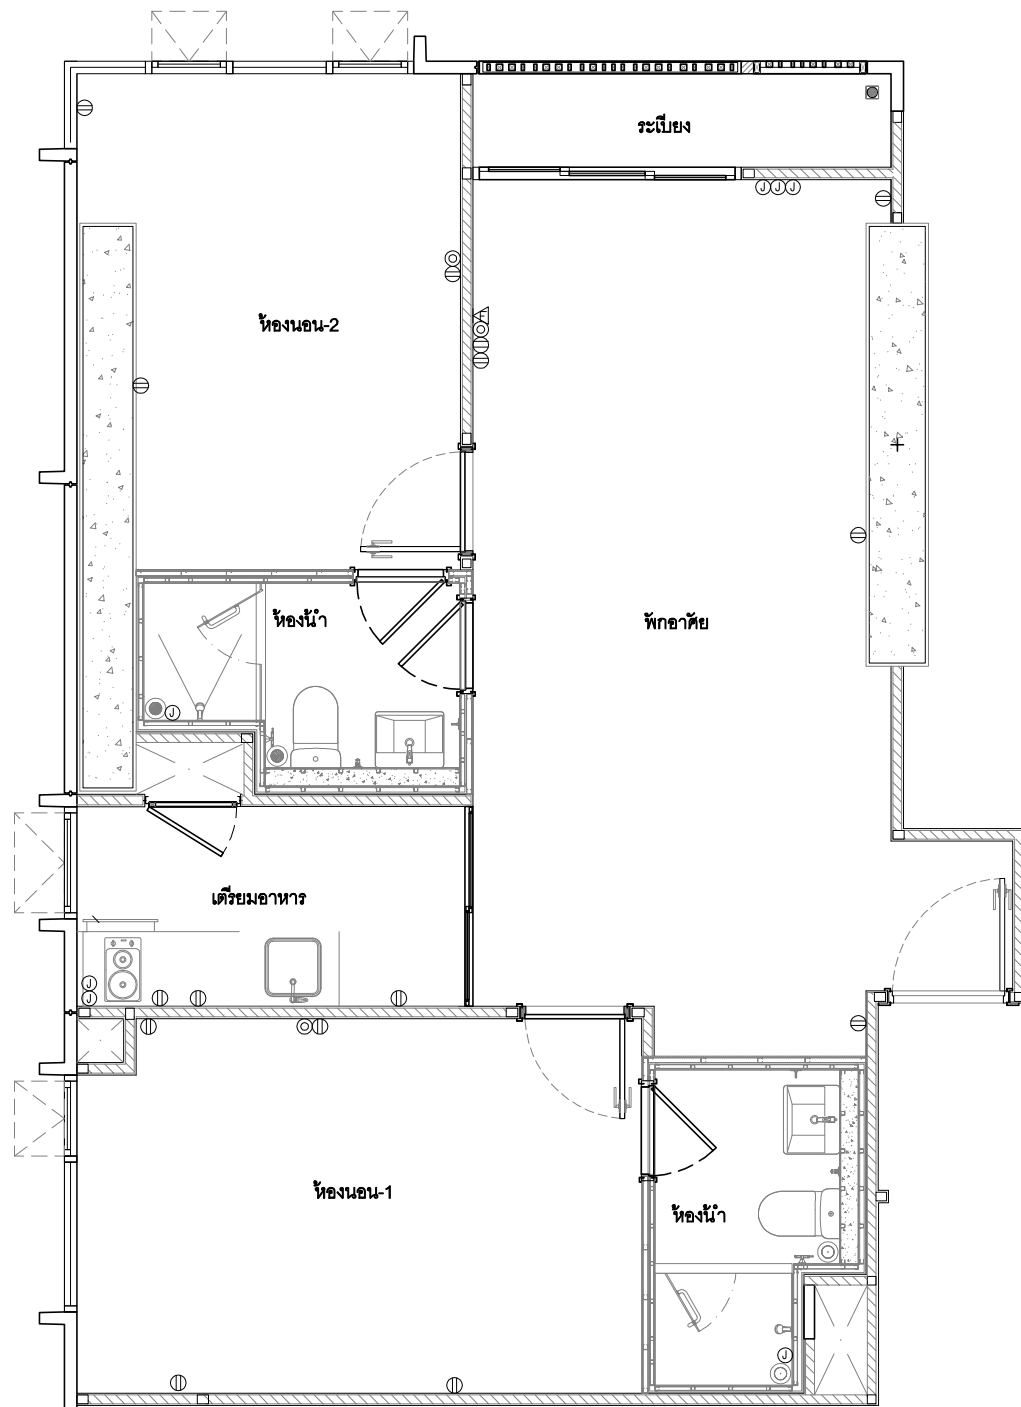 ระเบียง
J J J
ห้องนอน-2
ห้องน้ำ
พักอาศัย
J
เตรียมอาหาร
J
J
ห้องนอน-1
ห้องน้ำ
J